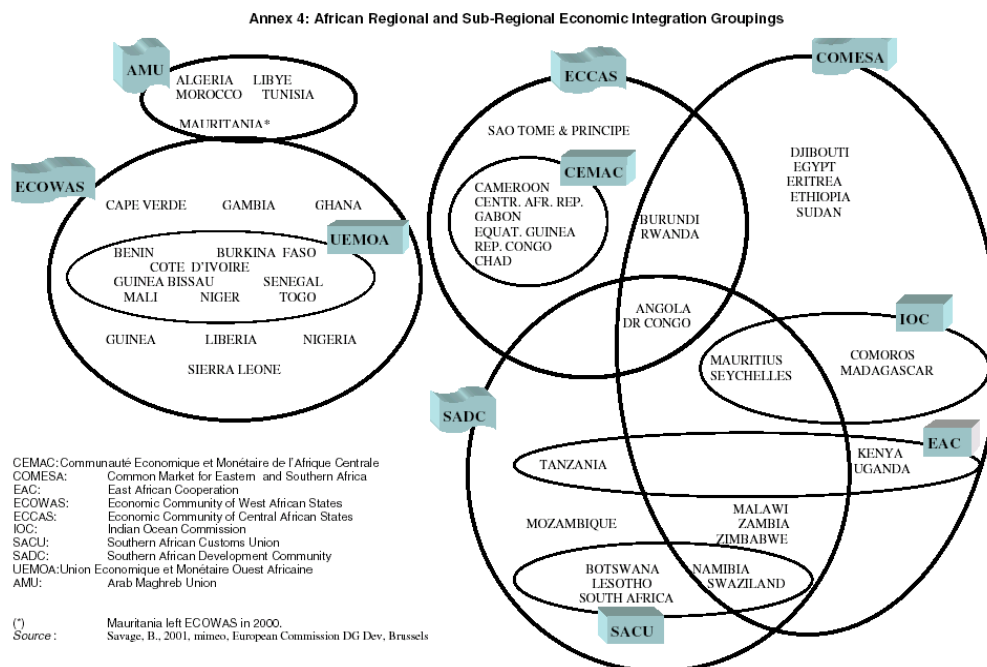 Annex 4: African Regional and Sub-Regional Economic Integration Groupings
AMU
ALGERIA LIBYE
MOROCCO TUNISIA
MAURITANIA*
ECOWAS
CAPE VERDE GAMBIA GHANA
UEMOA
BENIN BURKINA FASO
COTE D'IVOIRE
GUINEA BISSAU SENEGAL
MALI NIGER TOGO
GUINEA LIBERIA NIGERIA
SIERRA LEONE
ECCAS
SAO TOME & PRINCIPE
CEMAC
CAMEROON
CENTR. AFR. REP.
GABON
EQUAT. GUINEA
REP. CONGO
CHAD
BURUNDI
RWANDA
COMESA
DJIBOUTI
EGYPT
ERITREA
ETHIOPIA
SUDAN
ANGOLA
DR CONGO
IOC
MAURITIUS
SEYCHELLES
COMOROS
MADAGASCAR
SADC
EAC
TANZANIA
KENYA
UGANDA
MOZAMBIQUE
MALAWI
ZAMBIA
ZIMBABWE
BOTSWANA NAMIBIA
LESOTHO SWAZILAND
SOUTH AFRICA
SACU
CEMAC: Communauté Economique et Monétaire de l'Afrique Centrale
COMESA: Common Market for Eastern and Southern Africa
EAC: East African Cooperation
ECOWAS: Economic Community of West African States
ECCAS: Economic Community of Central African States
IOC: Indian Ocean Commission
SACU: Southern African Customs Union
SADC: Southern African Development Community
UEMOA: Union Economique et Monétaire Ouest Africaine
AMU: Arab Maghreb Union
(*) Mauritania left ECOWAS in 2000.
Source : Savage, B., 2001, mimeo, European Commission DG Dev, Brussels